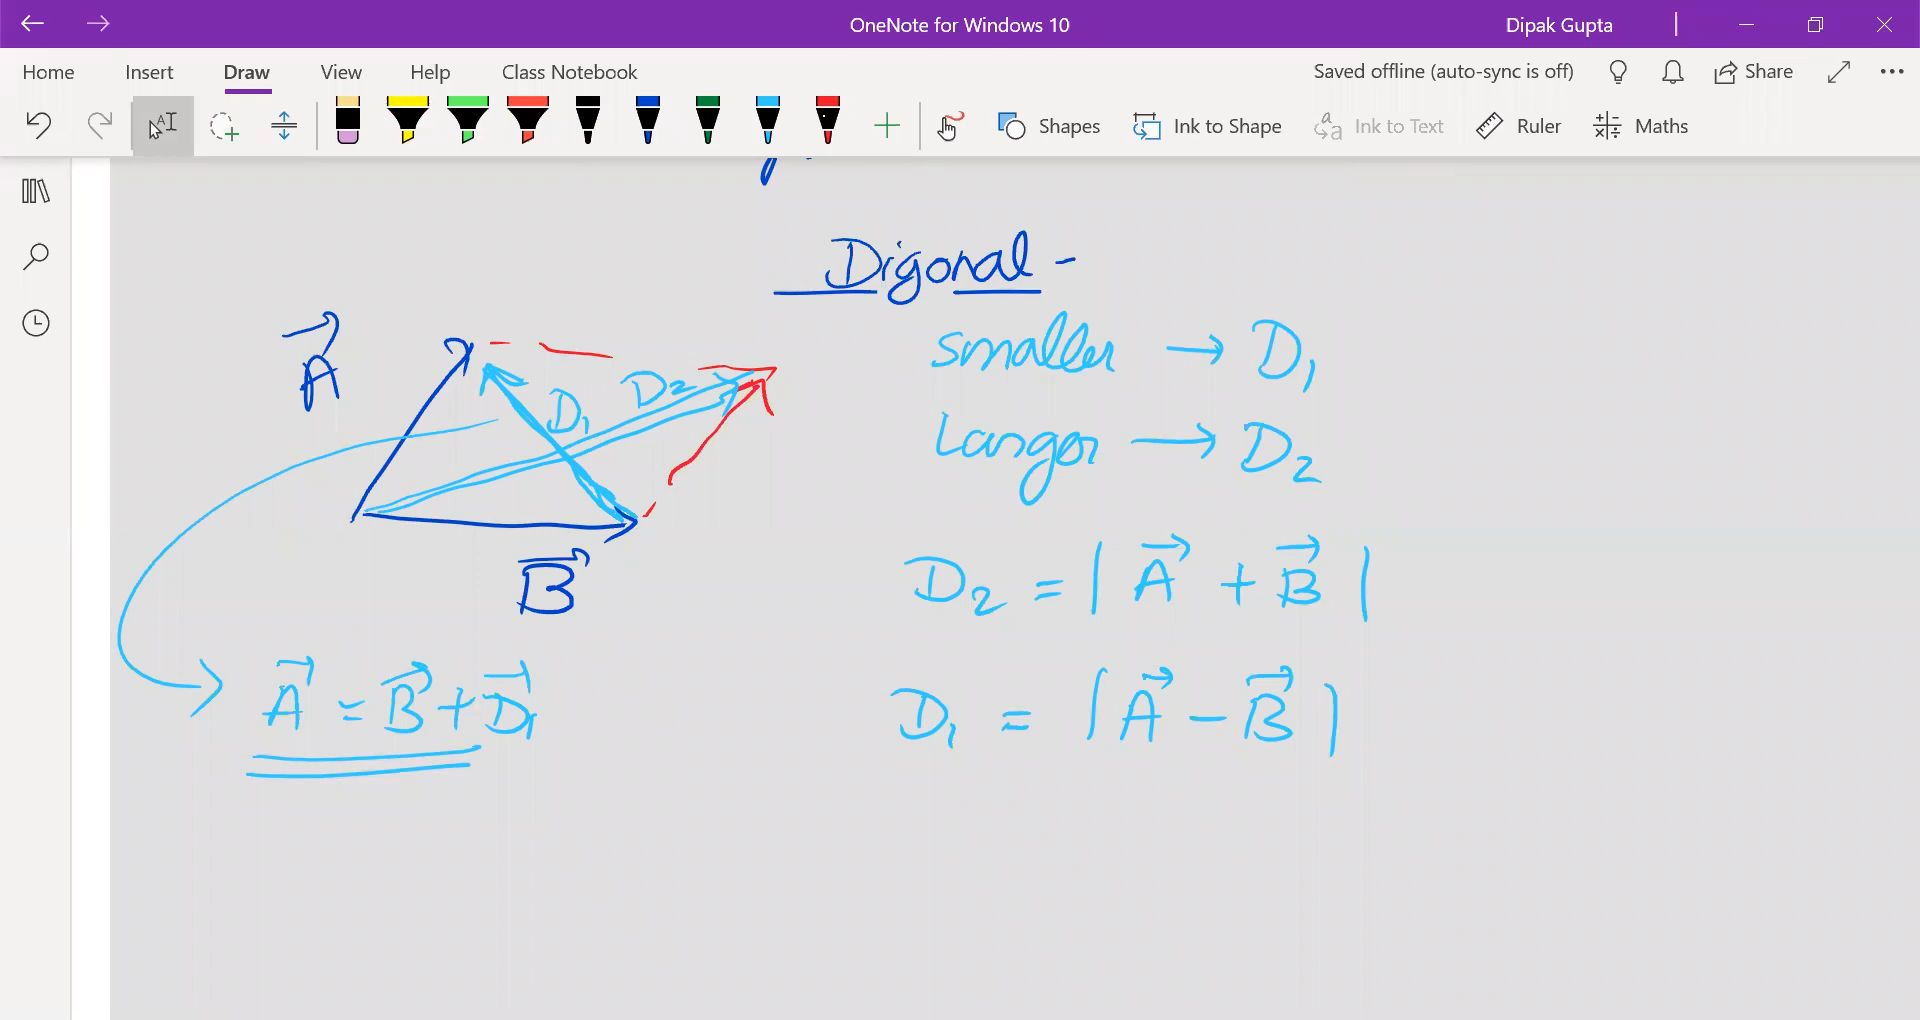 OneNote for Windows 10
Dipak Gupta
Home Insert Draw View Help Class Notebook
Saved offline (auto-sync is off) Share
Shapes Ink to Shape Ink to Text Ruler Maths
Digonal -
A
D1 D2
B
smaller → D1
Larger → D2
D2 = | A + B |
A = B + D1
D1 = | A - B |